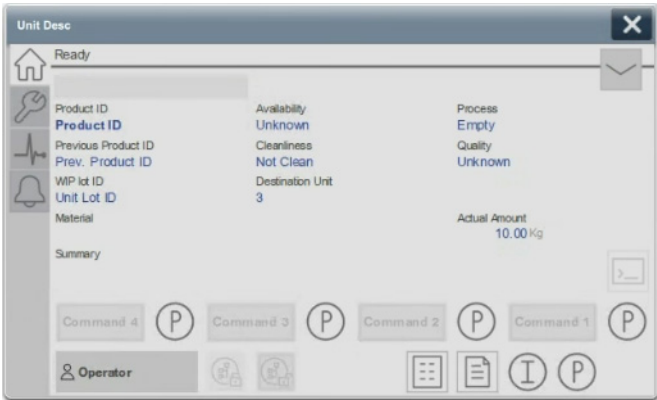 Unit Desc
Ready
Product ID Availability Process
Product ID Unknown Empty
Previous Product ID Cleanliness Quality
Prev. Product ID Not Clean Unknown
WIP lot ID Destination Unit
Unit Lot ID 3
Material Actual Amount
10.00 Kg
Summary
>_
Command 4 P Command 3 P Command 2 P Command 1 P
Operator I P